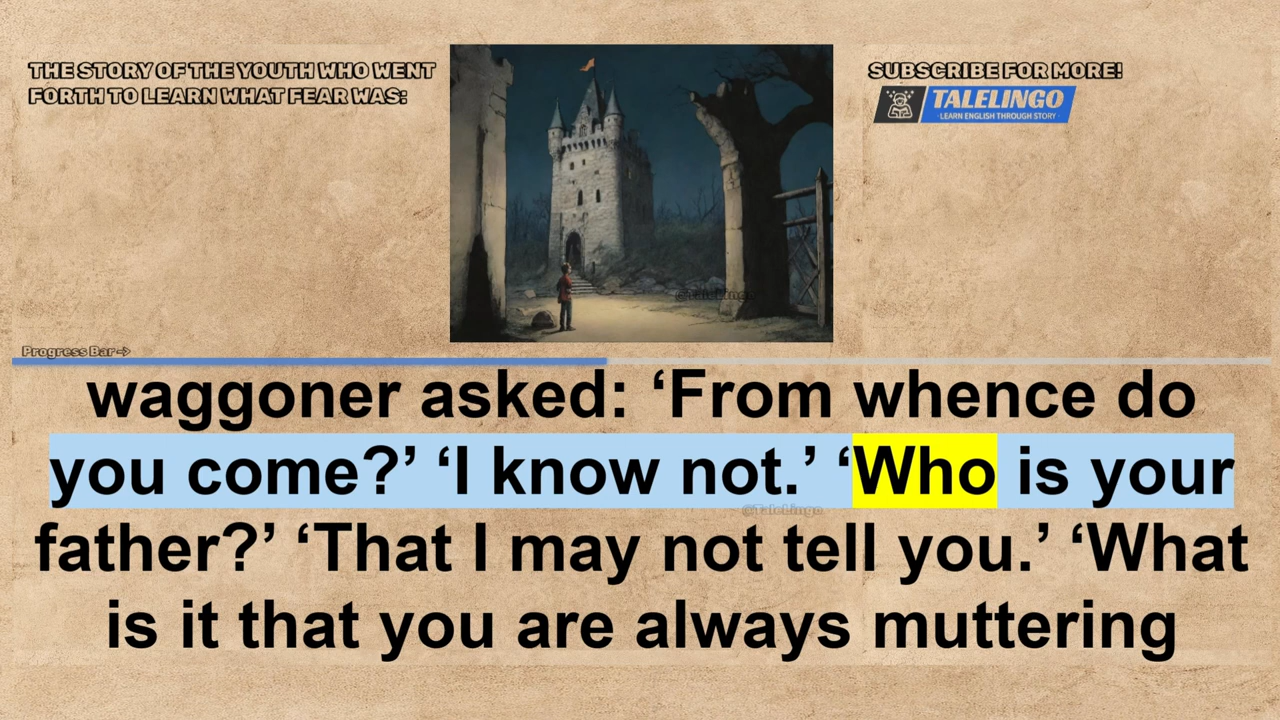 THE STORY OF THE YOUTH WHO WENT
FORTH TO LEARN WHAT FEAR WAS:
SUBSCRIBE FOR MORE!
TALELINGO
· LEARN ENGLISH THROUGH STORY ·
@TaleLingo
Progress Bar->
waggoner asked: ‘From whence do
you come?’ ‘I know not.’ ‘Who is your
@TaleLingo
father?’ ‘That I may not tell you.’ ‘What
is it that you are always muttering